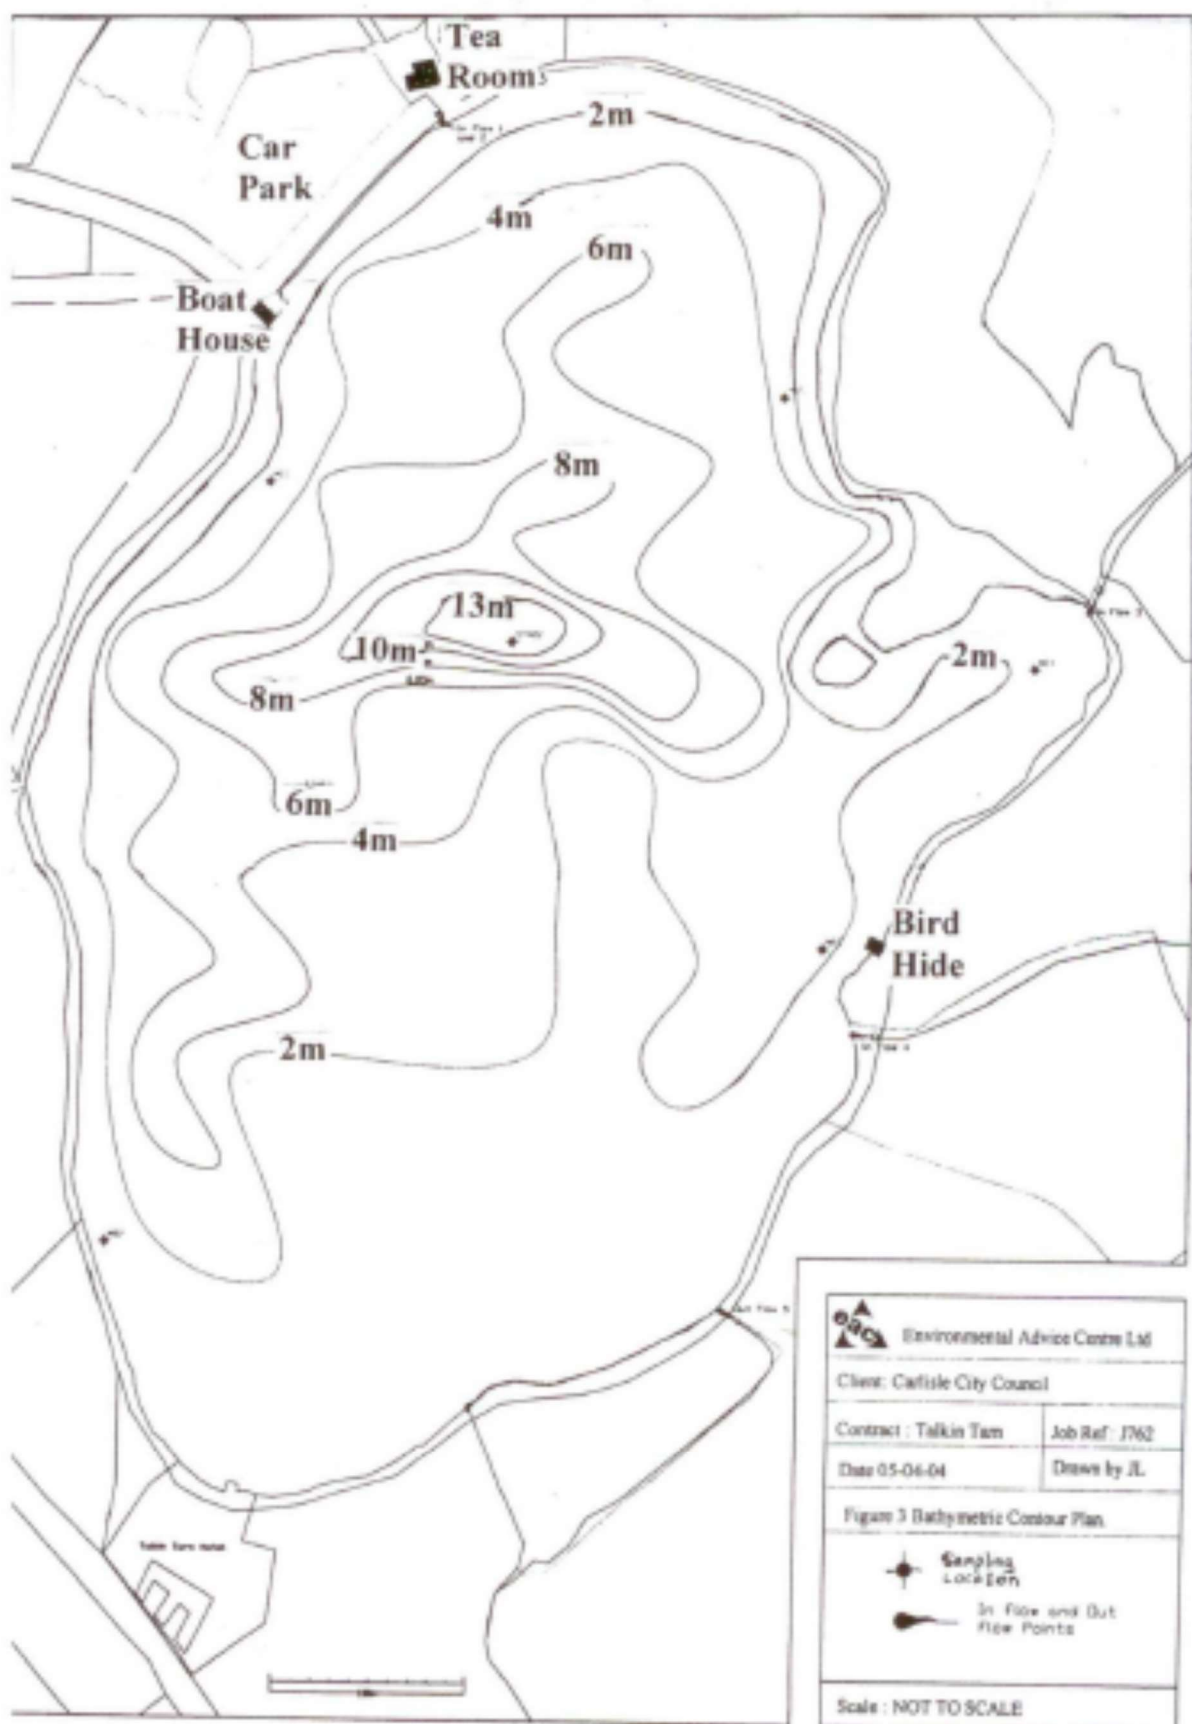 Tea
Room
2m
Car
Park
4m
6m
Boat
House
8m
13m
10m
2m
8m
6m
4m
Bird
Hide
2m
eac
Environmental Advice Centre Ltd
Client: Carlisle City Council
Contract : Talkin Tarn
Job Ref : J762
Date 05-04-04
Drawn by JL
Figure 3 Bathymetric Contour Plan.
Sampling
Location
In flow and Out
flow Points
Scale : NOT TO SCALE